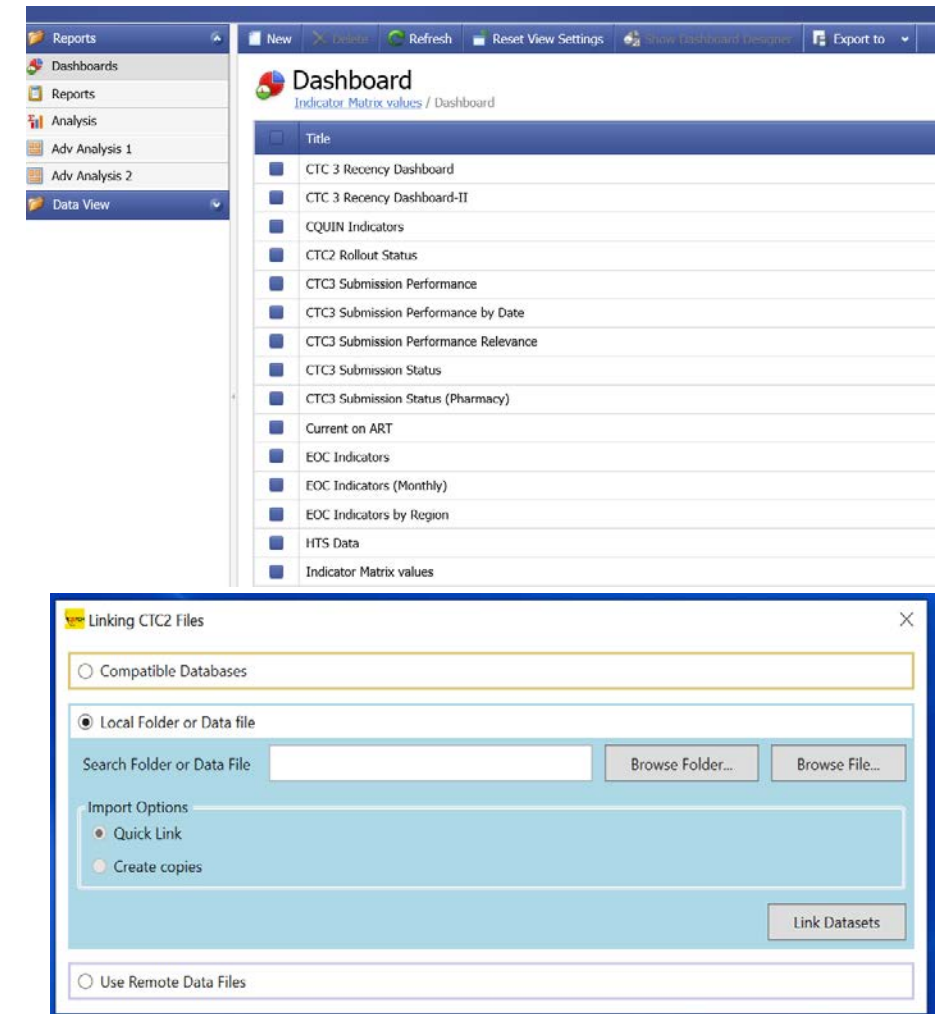 Reports
Dashboards
Reports
Analysis
Adv Analysis 1
Adv Analysis 2
Data View
New Delete Refresh Reset View Settings Show Dashboard Designer Export to
Dashboard
Indicator Matrix values / Dashboard
Title
CTC 3 Recency Dashboard
CTC 3 Recency Dashboard-II
CQUIN Indicators
CTC2 Rollout Status
CTC3 Submission Performance
CTC3 Submission Performance by Date
CTC3 Submission Performance Relevance
CTC3 Submission Status
CTC3 Submission Status (Pharmacy)
Current on ART
EOC Indicators
EOC Indicators (Monthly)
EOC Indicators by Region
HTS Data
Indicator Matrix values
Linking CTC2 Files
Compatible Databases
Local Folder or Data file
Search Folder or Data File Browse Folder... Browse File...
Import Options
Quick Link
Create copies
Link Datasets
Use Remote Data Files